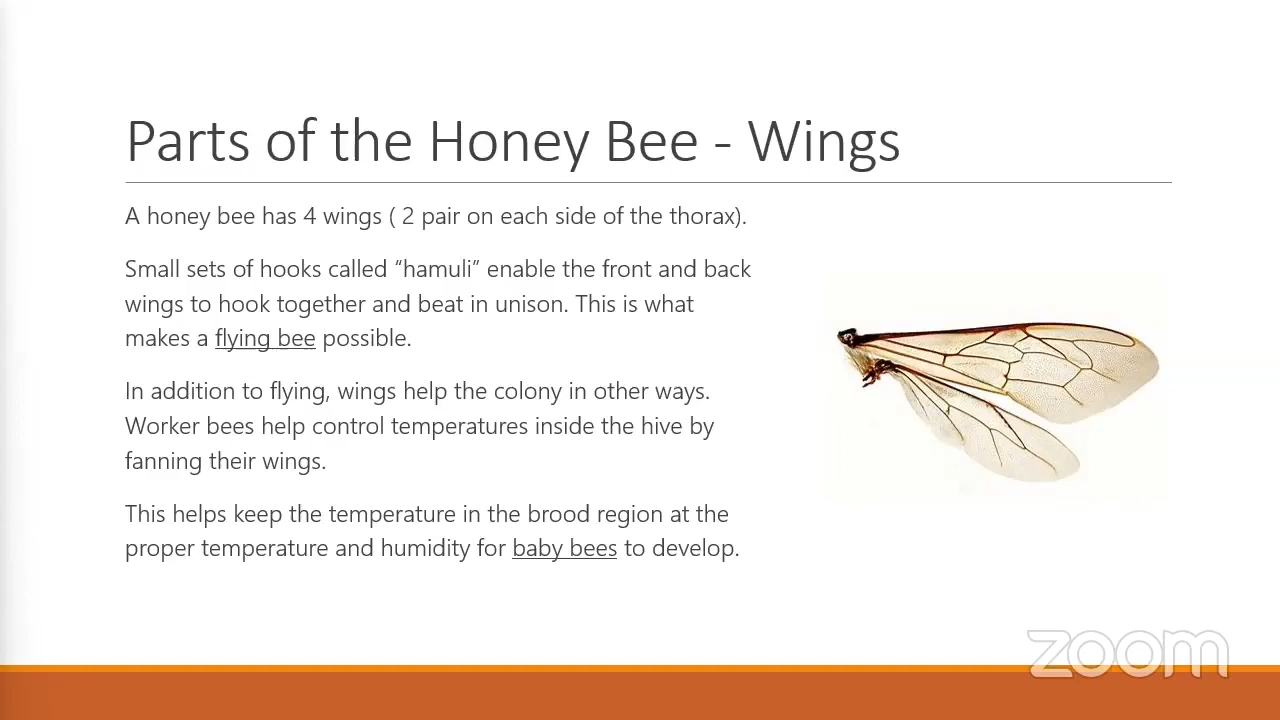 Parts of the Honey Bee - Wings
A honey bee has 4 wings ( 2 pair on each side of the thorax).
Small sets of hooks called “hamuli” enable the front and back
wings to hook together and beat in unison. This is what
makes a flying bee possible.
In addition to flying, wings help the colony in other ways.
Worker bees help control temperatures inside the hive by
fanning their wings.
This helps keep the temperature in the brood region at the
proper temperature and humidity for baby bees to develop.
zoom